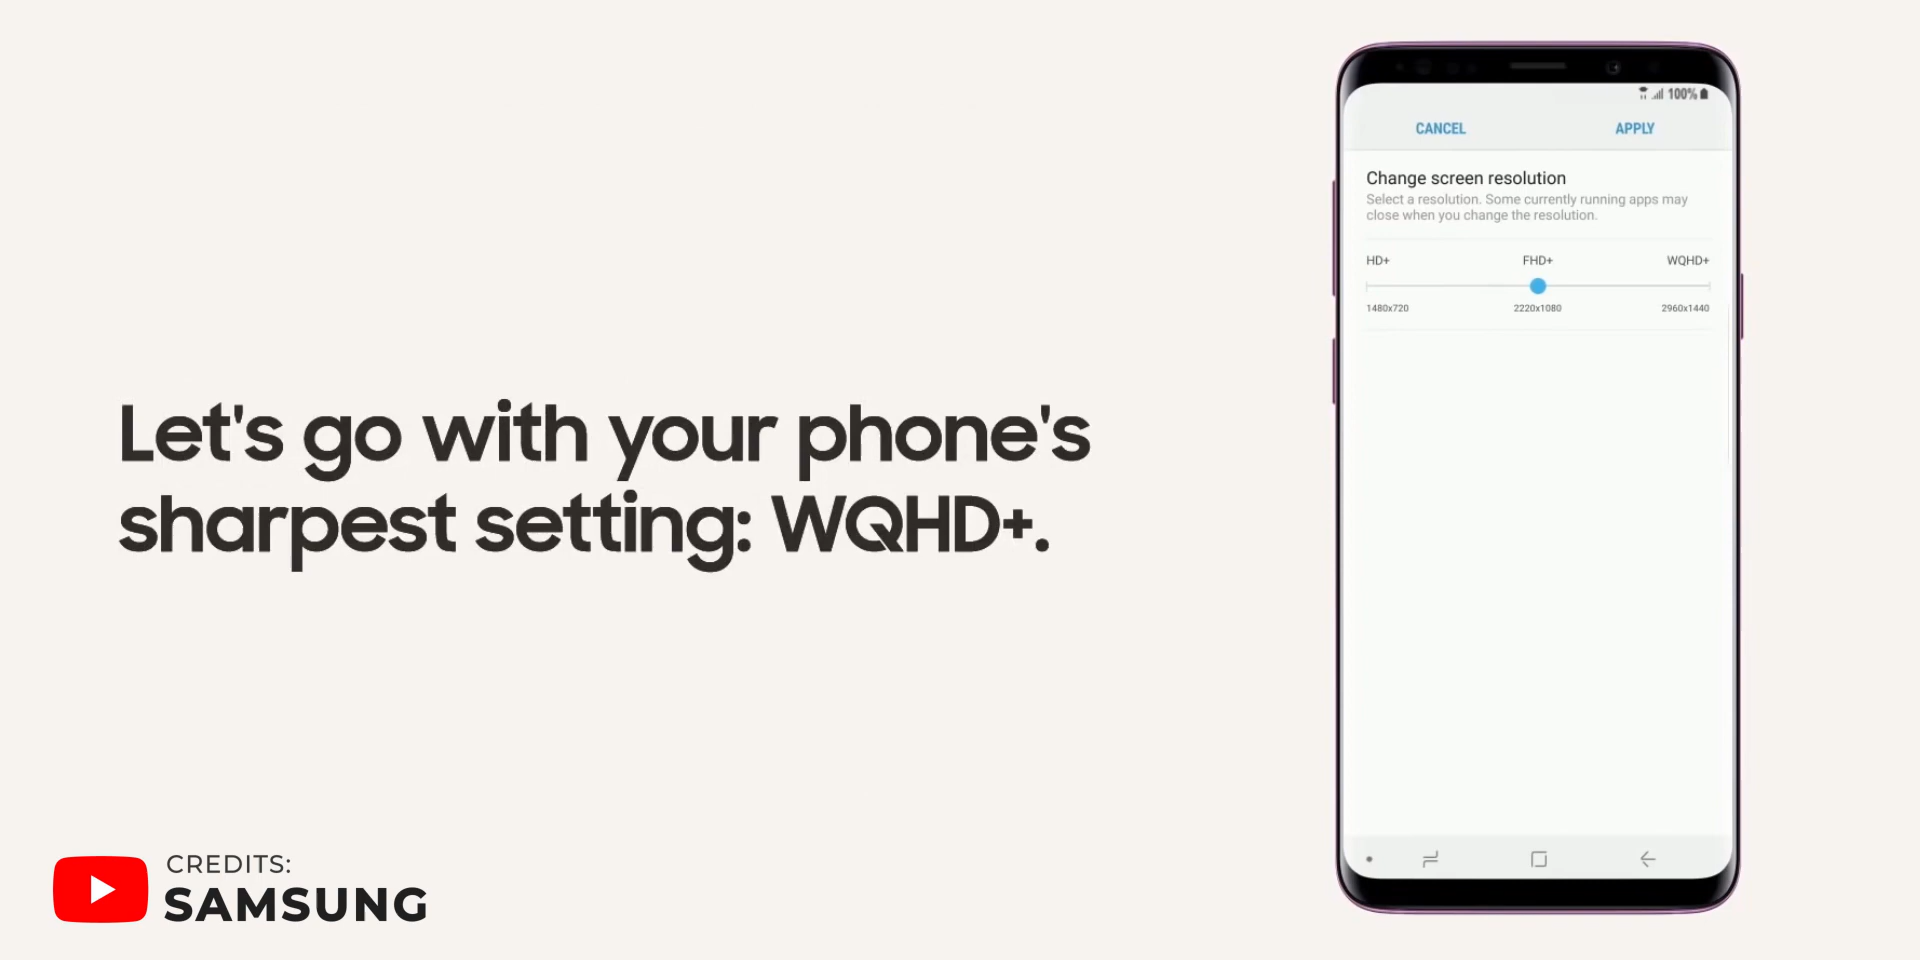 Let's go with your phone's
sharpest setting: WQHD+.
CREDITS:
SAMSUNG
100%
CANCEL APPLY
Change screen resolution
Select a resolution. Some currently running apps may
close when you change the resolution.
HD+ FHD+ WQHD+
1480x720 2220x1080 2960x1440